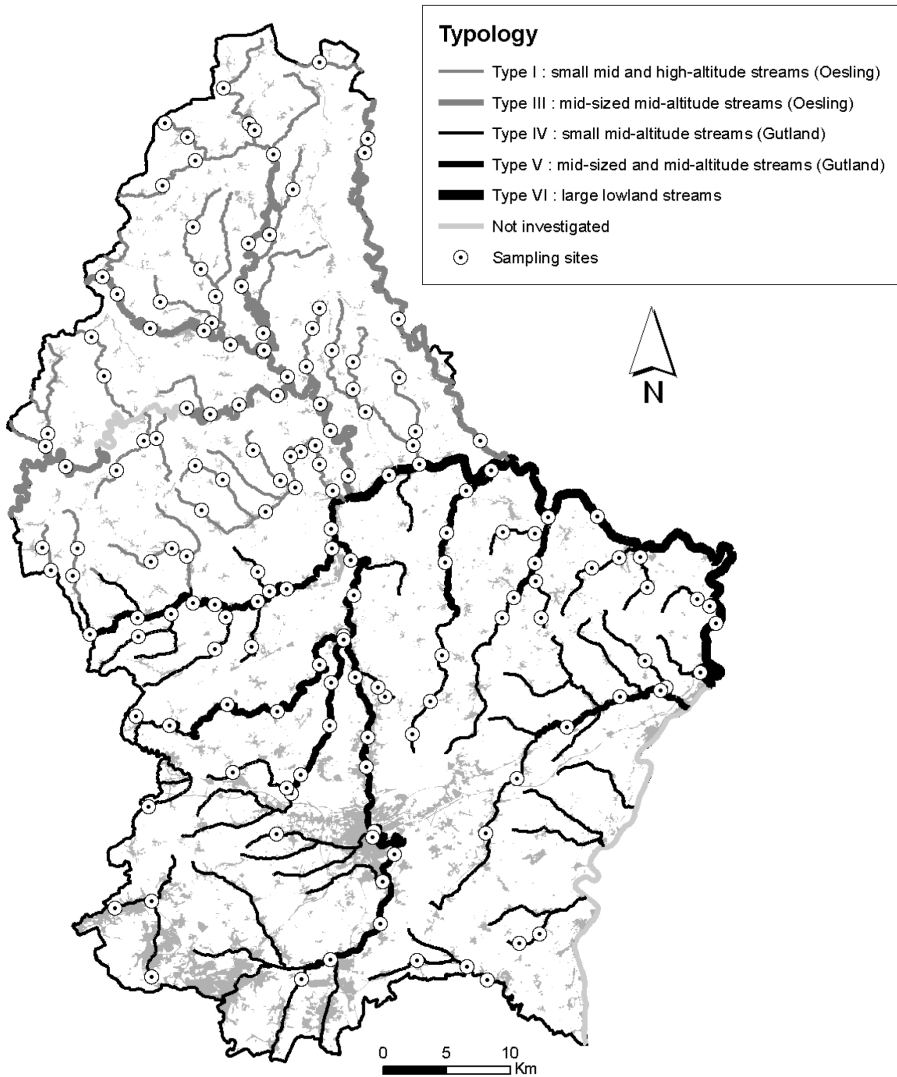 Typology
Type I : small mid and high-altitude streams (Oesling)
Type III : mid-sized mid-altitude streams (Oesling)
Type IV : small mid-altitude streams (Gutland)
Type V : mid-sized and mid-altitude streams (Gutland)
Type VI : large lowland streams
Not investigated
Sampling sites
N
0 5 10
Km